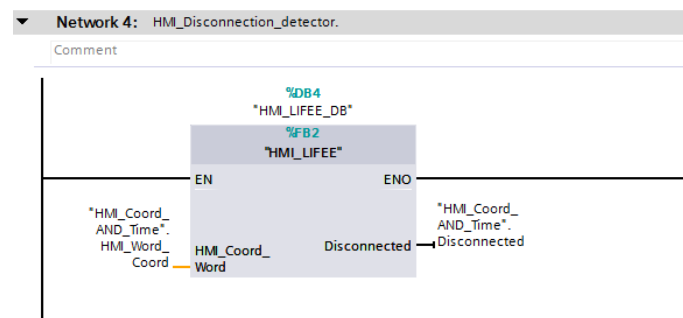 Network 4: HMI_Disconnection_detector.
Comment
%DB4
"HMI_LIFEE_DB"
%FB2
"HMI_LIFEE"
EN
ENO
"HMI_Coord_
AND_Time".
HMI_Word_
Coord
HMI_Coord_
Word
Disconnected
"HMI_Coord_
AND_Time".
Disconnected